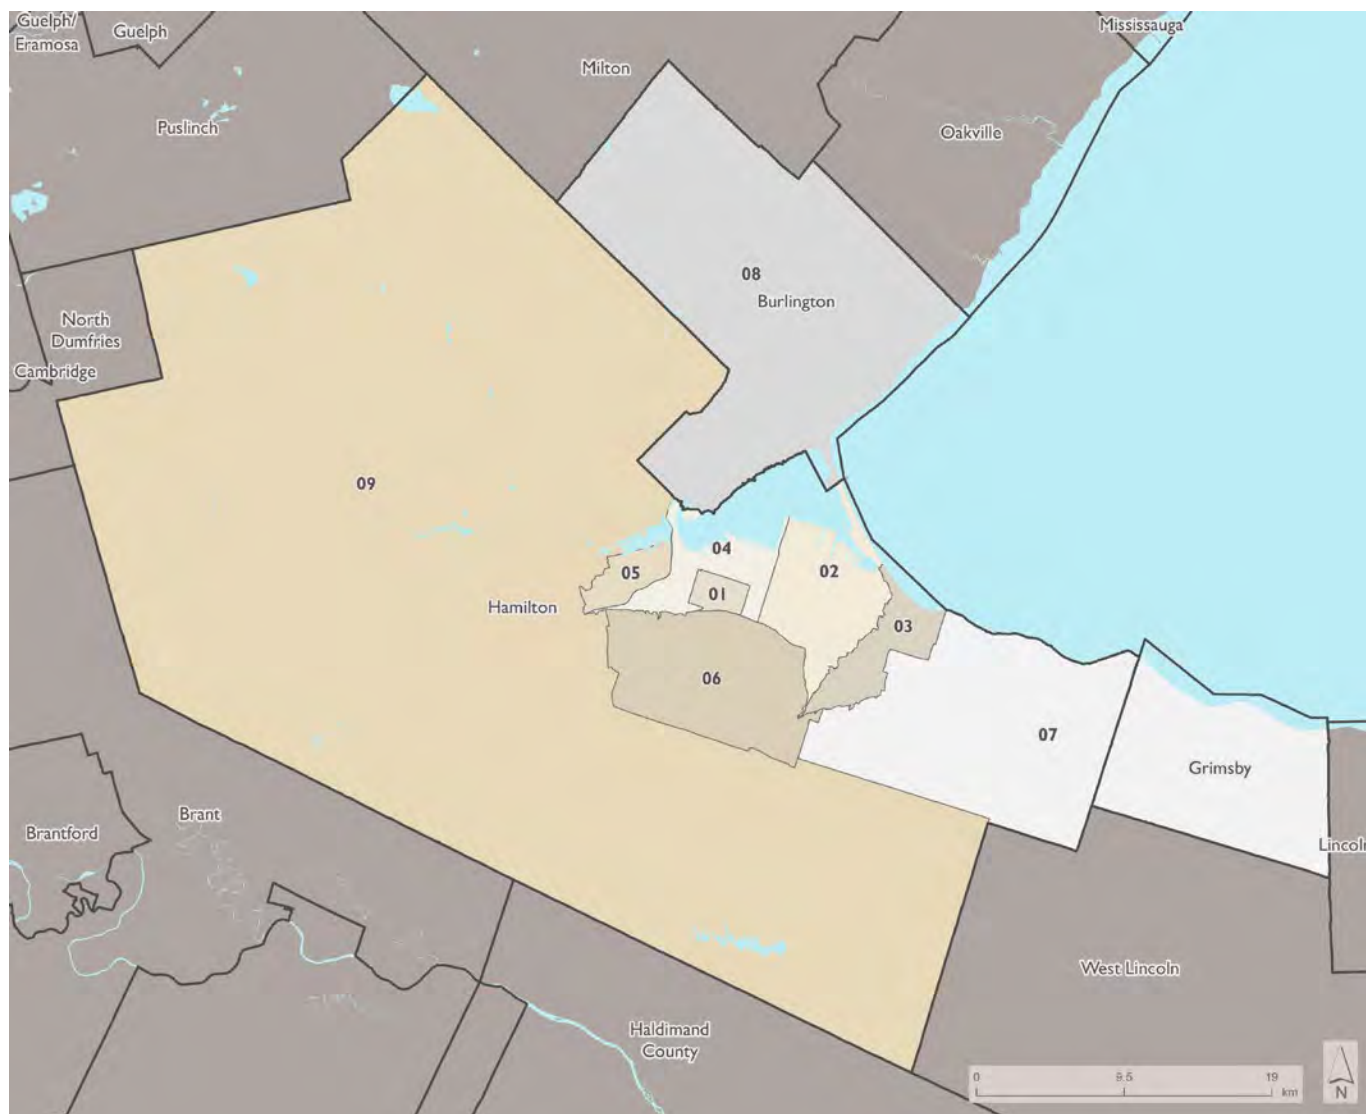 Guelph/
Eramosa
Guelph
Mississauga
Milton
Puslinch
Oakville
08
Burlington
North
Dumfries
Cambridge
09
04
02
05
01
Hamilton
03
06
07
Grimsby
Brant
Brantford
Lincoln
West Lincoln
Haldimand
County
0
9.5
19
km
N